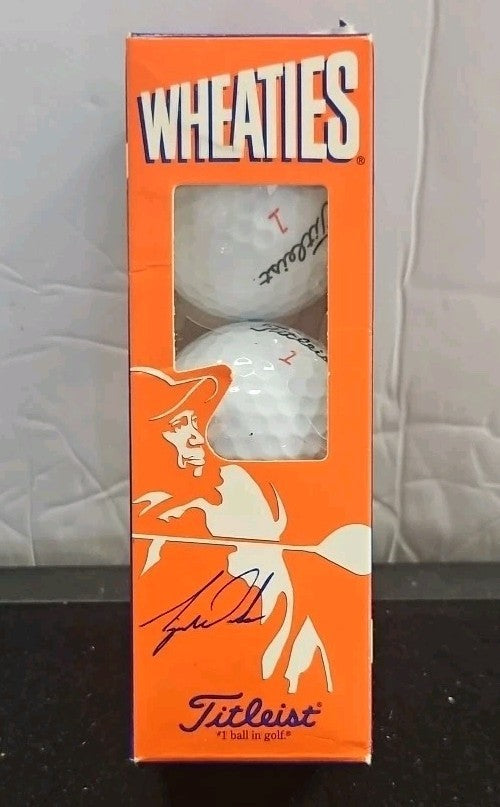 WHEATIES®
1
Titleist.
Titleist
1
Titleist®
#1 ball in golf.®